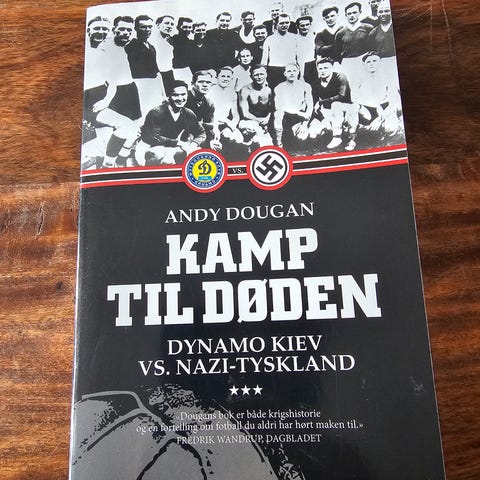 VS.
ANDY DOUGAN
KAMP
TIL DØDEN
DYNAMO KIEV
VS. NAZI-TYSKLAND
«Dougans bok er både krigshistorie
og en fortelling om fotball du aldri har hørt maken til.»
FREDRIK WANDRUP, DAGBLADET